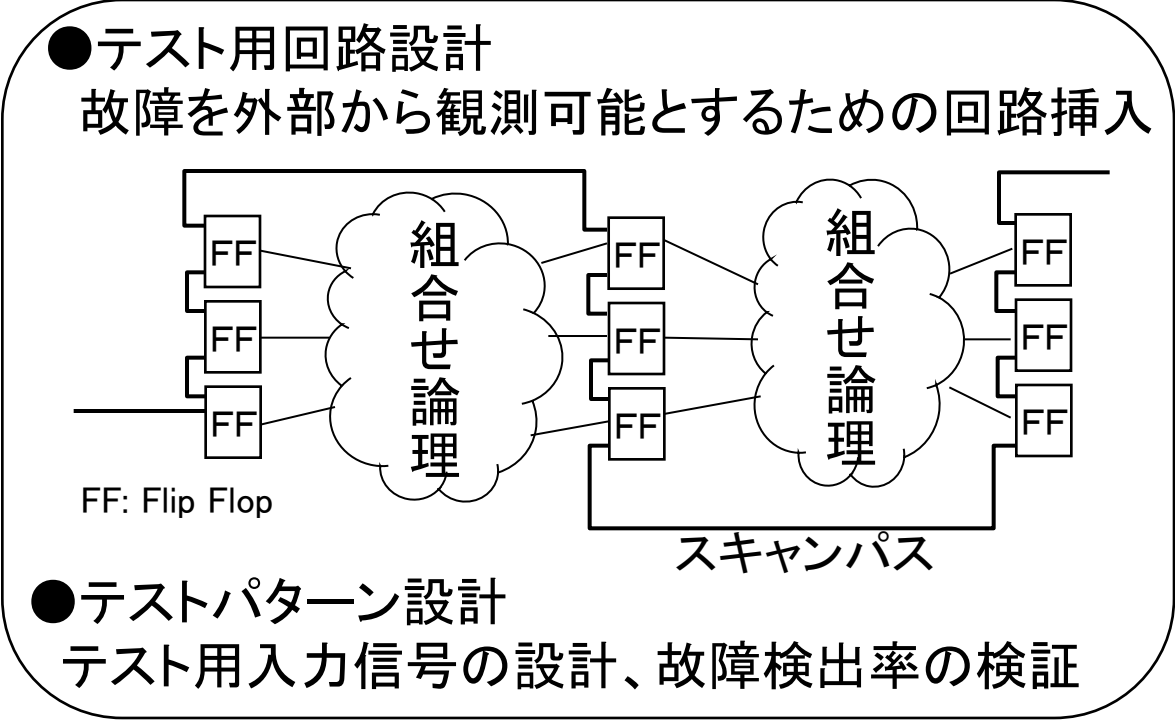 ●テスト用回路設計
故障を外部から観測可能とするための回路挿入
FF
FF
FF
組合せ論理
FF
FF
FF
組合せ論理
FF
FF
FF
FF: Flip Flop
スキャンパス
●テストパターン設計
テスト用入力信号の設計、故障検出率の検証